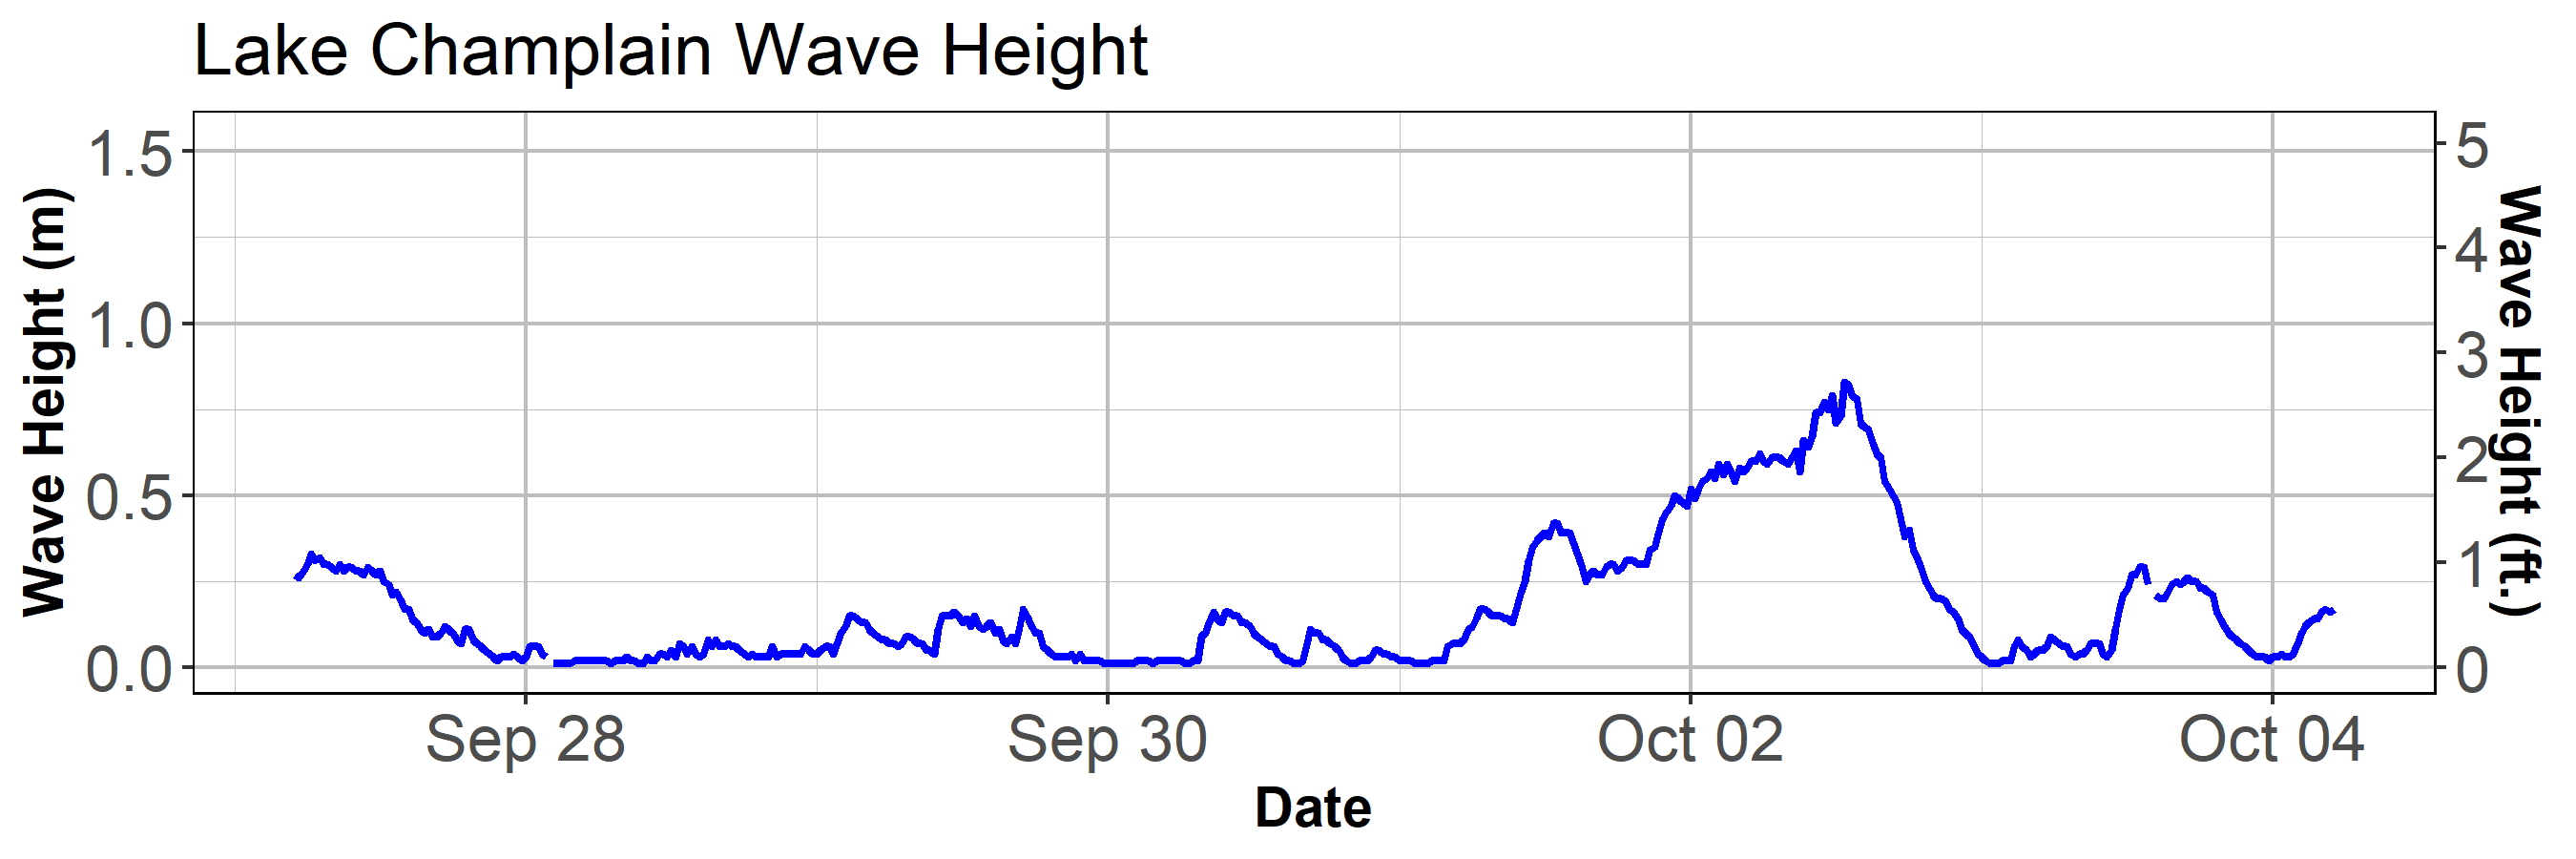 Lake Champlain Wave Height
Wave Height (m)
1.5
1.0
0.5
0.0
5
4
3
2
1
0
Wave Height (ft.)
Sep 28
Sep 30
Oct 02
Oct 04
Date